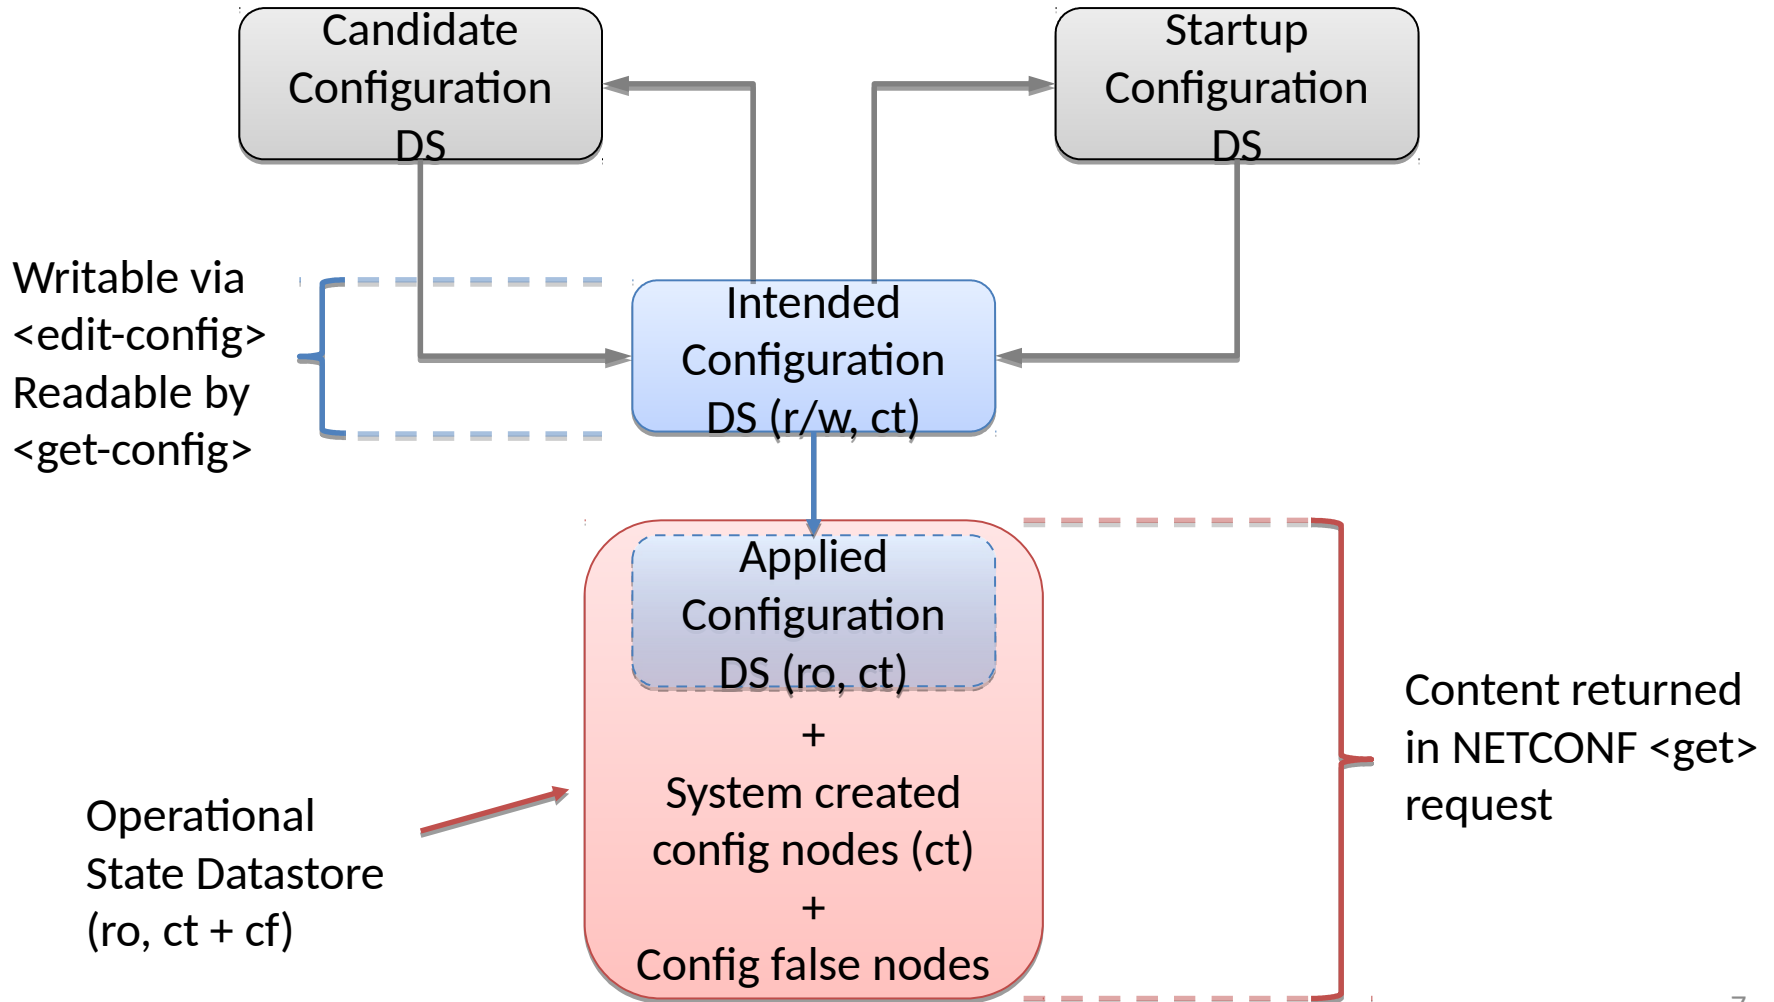 Candidate
Configuration
DS
Startup
Configuration
DS
Writable via
<edit-config>
Readable by
<get-config>
Intended
Configuration
DS (r/w, ct)
Applied
Configuration
DS (ro, ct)
+
System created
config nodes (ct)
+
Config false nodes
Operational
State Datastore
(ro, ct + cf)
Content returned
in NETCONF <get>
request